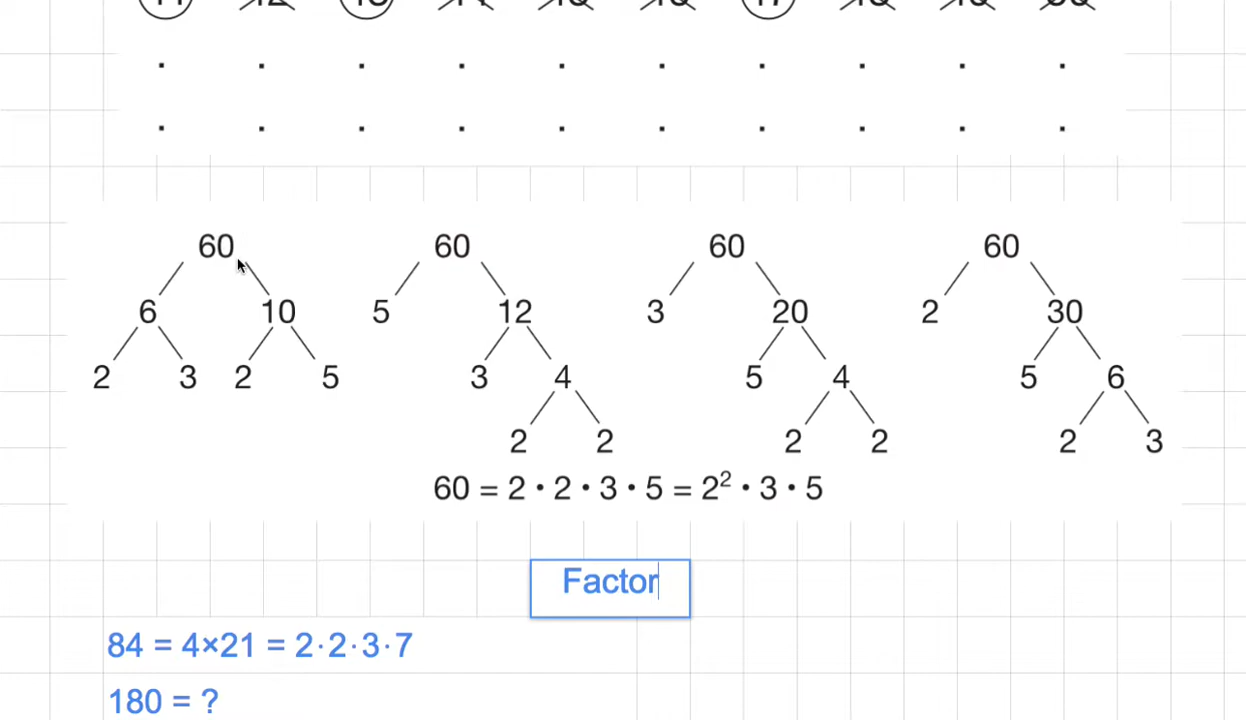 60 60 60 60
6 10 5 12 3 20 2 30
2 3 2 5 3 4 5 4 5 6
2 2 2 2 2 3
60 = 2 • 2 • 3 • 5 = 2² • 3 • 5
Factor
84 = 4×21 = 2·2·3·7
180 = ?